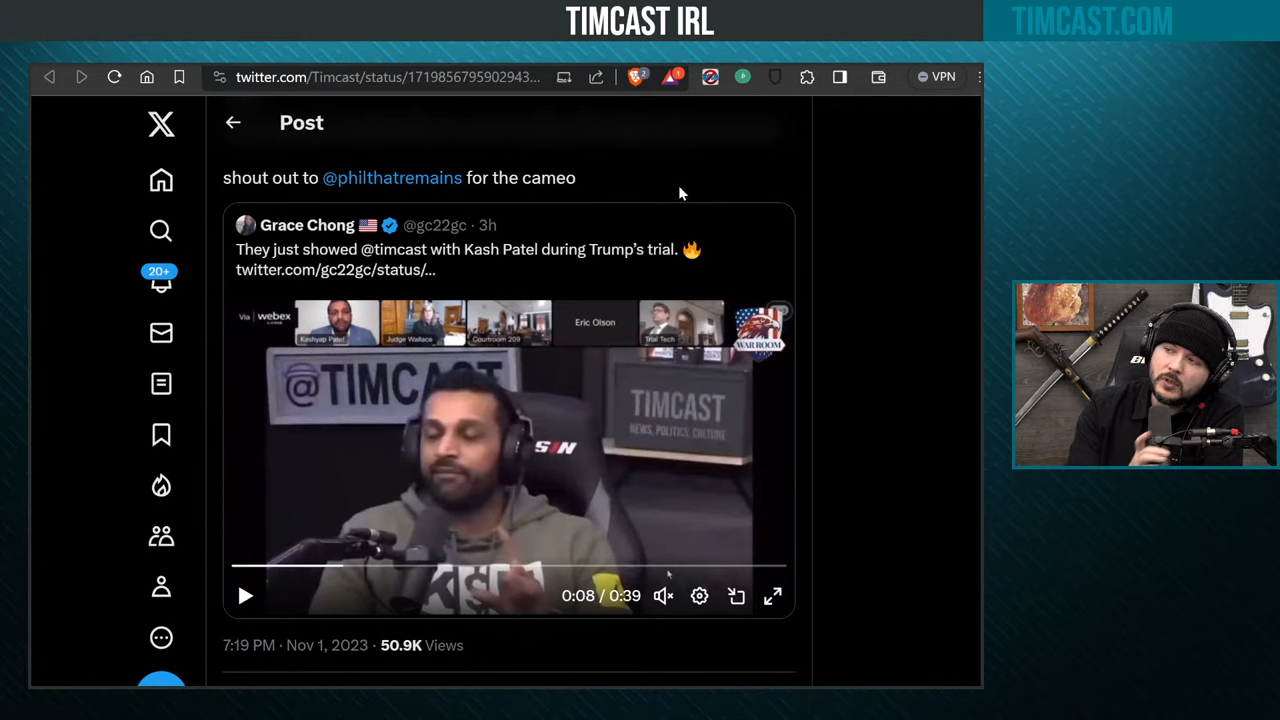 TIMCAST IRL
TIMCAST.COM
twitter.com/Timcast/status/1719856795902943...
2
1
b
VPN
Post
shout out to @philthatremains for the cameo
Grace Chong @gc22gc · 3h
They just showed @timcast with Kash Patel during Trump's trial. 🔥
twitter.com/gc22gc/status/...
20+
Via webex
Kashyap Patel
Judge Wallace
Courtroom 209
Eric Olson
Trial Tech
WAR ROOM
@TIMCAST
TIMCAST
NEWS, POLITICS, CULTURE
0:08 / 0:39
7:19 PM · Nov 1, 2023 · 50.9K Views